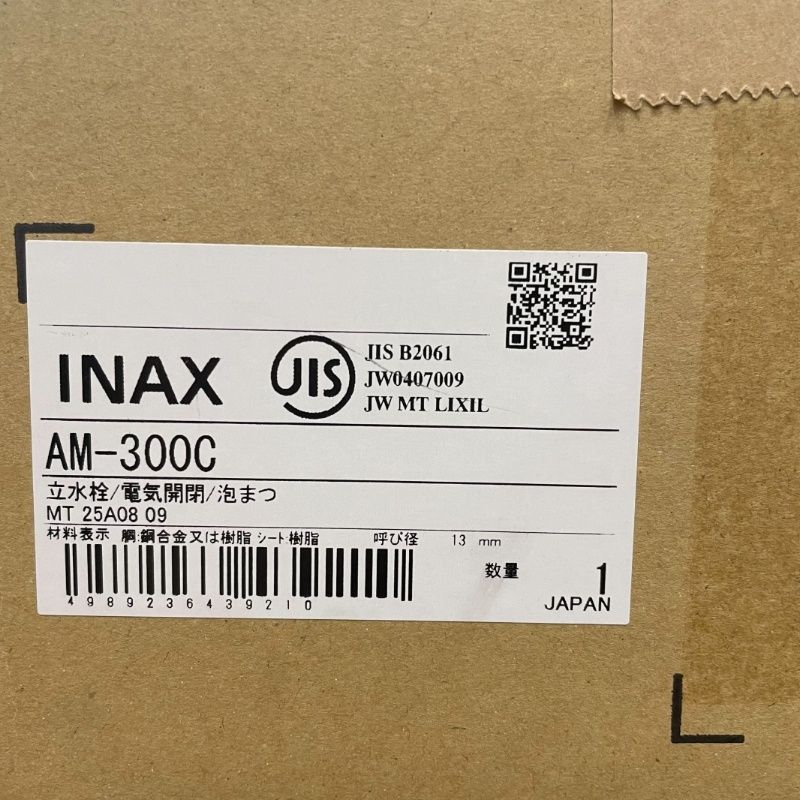 INAX
JIS
JIS B2061
JW0407009
JW MT LIXIL
AM-300C
立水栓/電気開閉/泡まつ
MT 25A08 09
材料表示 胴:銅合金又は樹脂 シート:樹脂 呼び径 13 mm
4989236439210
数量 1
JAPAN